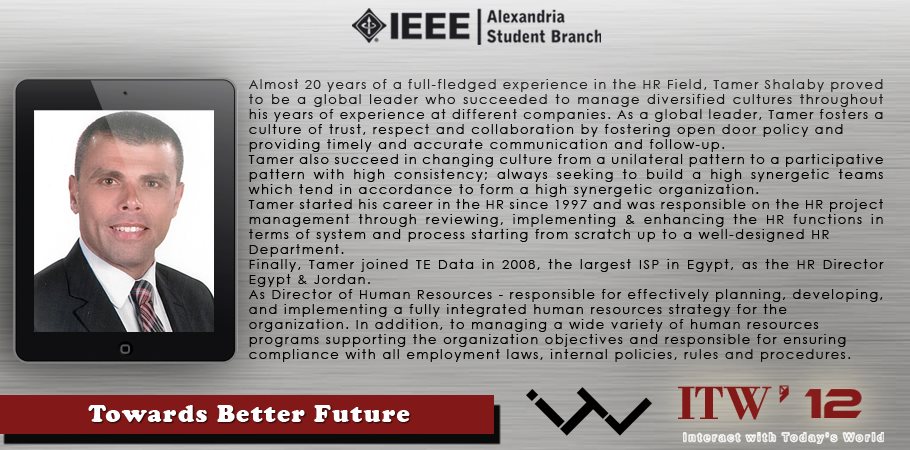 IEEE
Alexandria
Student Branch
Almost 20 years of a full-fledged experience in the HR Field, Tamer Shalaby proved
to be a global leader who succeeded to manage diversified cultures throughout
his years of experience at different companies. As a global leader, Tamer fosters a
culture of trust, respect and collaboration by fostering open door policy and
providing timely and accurate communication and follow-up.
Tamer also succeed in changing culture from a unilateral pattern to a participative
pattern with high consistency; always seeking to build a high synergetic teams
which tend in accordance to form a high synergetic organization.
Tamer started his career in the HR since 1997 and was responsible on the HR project
management through reviewing, implementing & enhancing the HR functions in
terms of system and process starting from scratch up to a well-designed HR
Department.
Finally, Tamer joined TE Data in 2008, the largest ISP in Egypt, as the HR Director
Egypt & Jordan.
As Director of Human Resources - responsible for effectively planning, developing,
and implementing a fully integrated human resources strategy for the
organization. In addition, to managing a wide variety of human resources
programs supporting the organization objectives and responsible for ensuring
compliance with all employment laws, internal policies, rules and procedures.
Towards Better Future
itw
ITW'12
Interact with Today's World